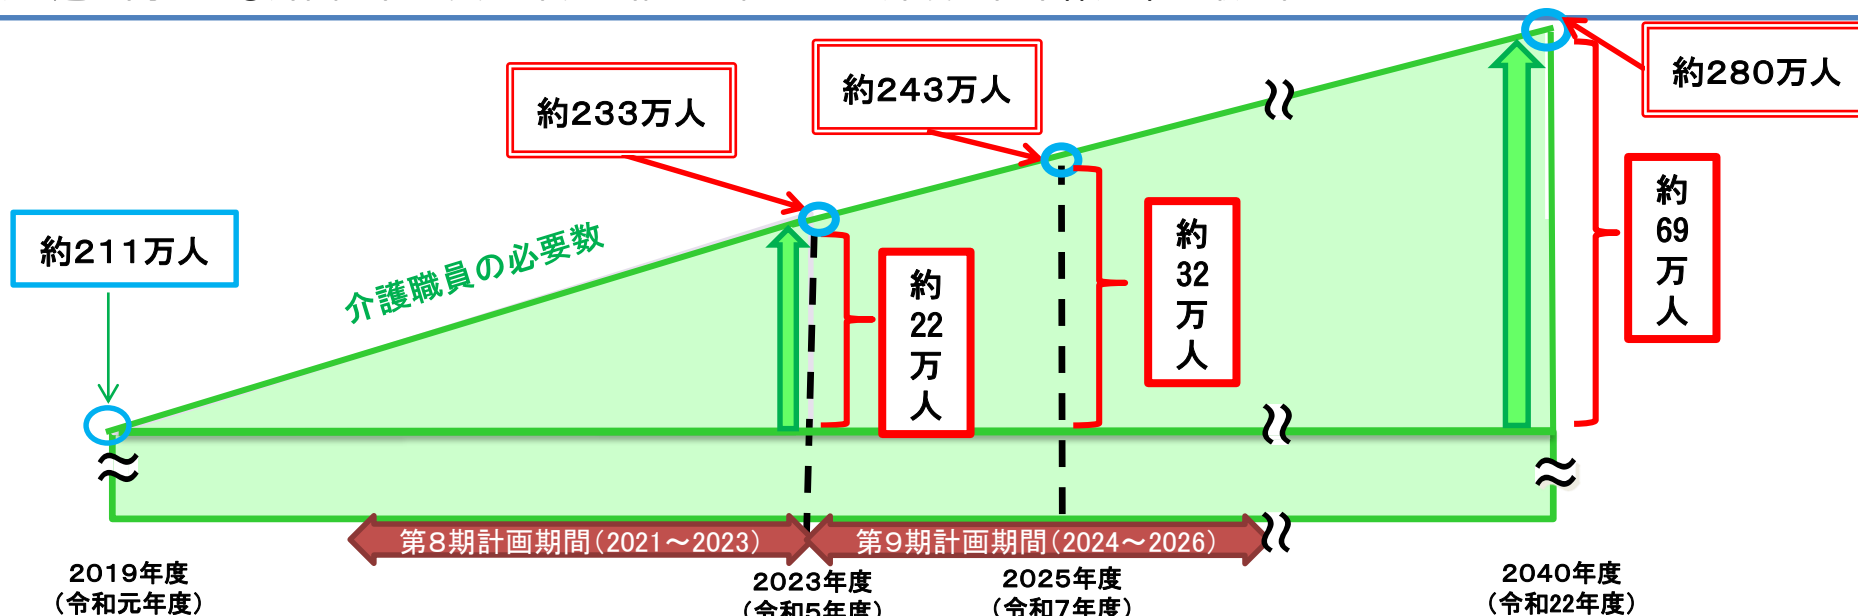 約280万人
約243万人
約233万人
約211万人
介護職員の必要数
約
69
万
人
約
32
万
人
約
22
万
人
第8期計画期間(2021～2023)
第9期計画期間(2024～2026)
2019年度
(令和元年度)
2023年度
(令和5年度)
2025年度
(令和7年度)
2040年度
(令和22年度)